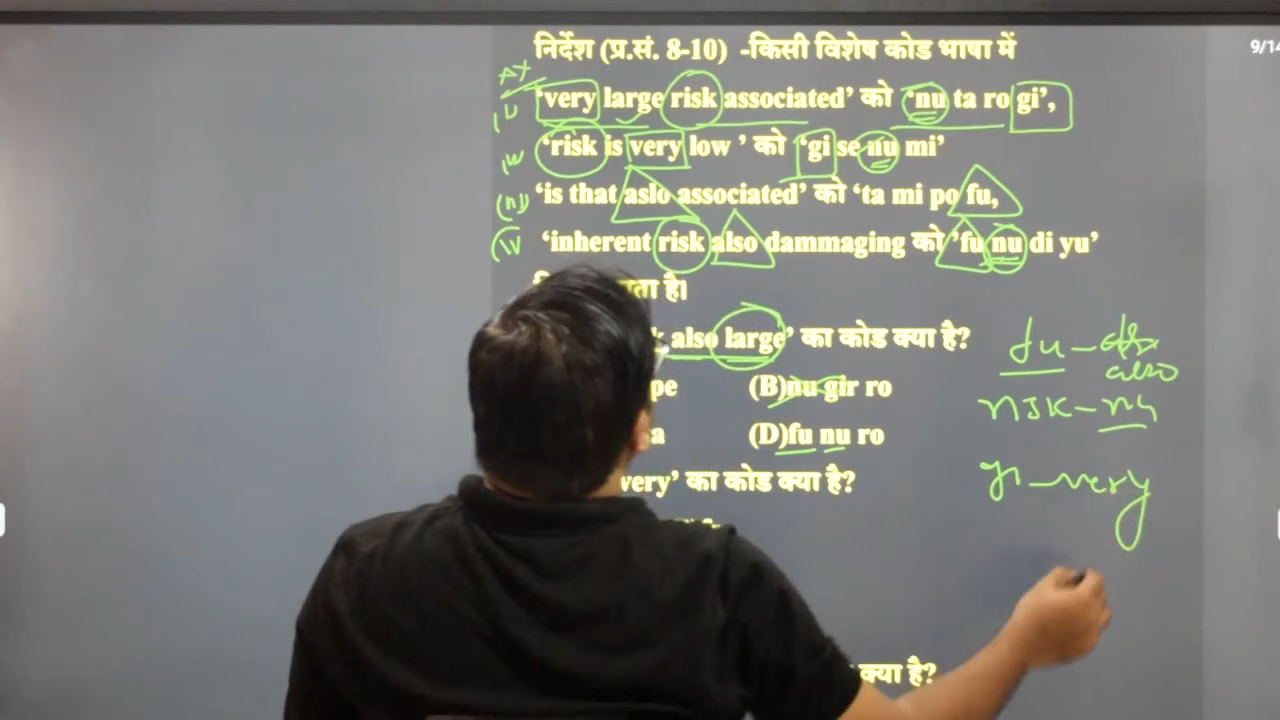 निर्देश (प्र.सं. 8-10) -किसी विशेष कोड भाषा में
9/14
'very large risk associated' को 'nu ta ro gi',
'risk is very low ' को 'gi se nu mi'
'is that aslo associated' को 'ta mi po fu,
'inherent risk also dammaging को 'fu nu di yu'
है।
also large' का कोड क्या है?
pe (B)nu gir ro
(D)fu nu ro
very' का कोड क्या है?
क्या है?
fu - also
risk - nu
gi - very